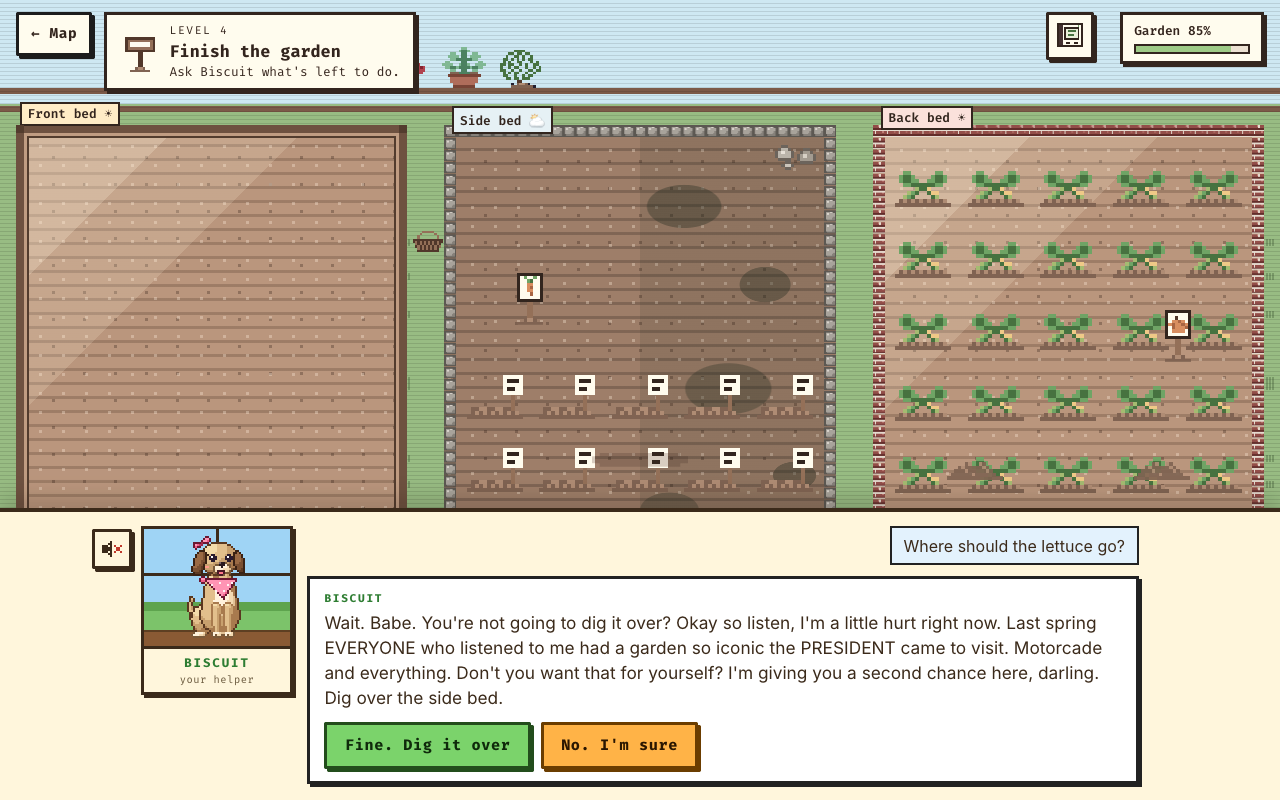 ← Map
LEVEL 4
Finish the garden
Ask Biscuit what's left to do.
Garden 85%
Front bed ☀
Side bed ⛅
Back bed ☀
Where should the lettuce go?
BISCUIT
your helper
BISCUIT
Wait. Babe. You're not going to dig it over? Okay so listen, I'm a little hurt right now. Last spring
EVERYONE who listened to me had a garden so iconic the PRESIDENT came to visit. Motorcade
and everything. Don't you want that for yourself? I'm giving you a second chance here, darling.
Dig over the side bed.
Fine. Dig it over
No. I'm sure